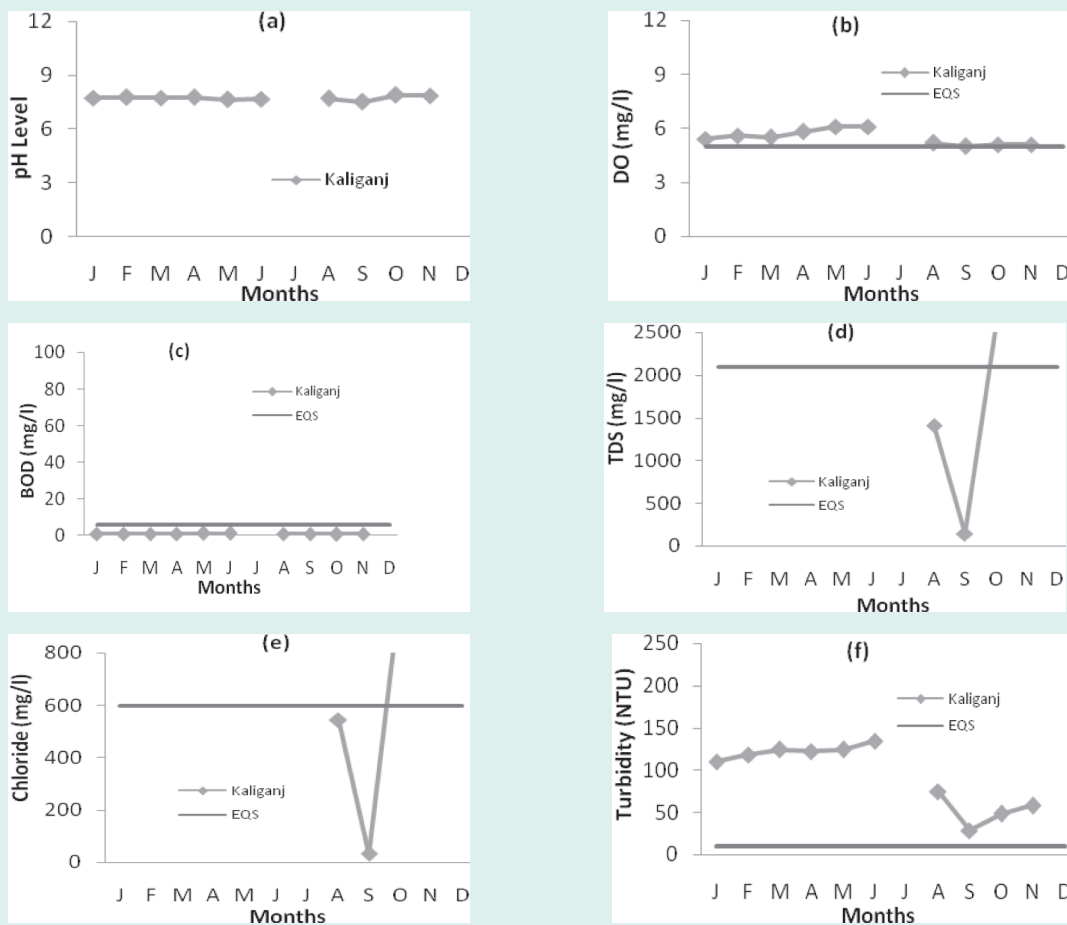 (a)
pH Level
12
9
6
3
0
Kaliganj
J F M A M J J A S O N D
Months
(b)
DO (mg/l)
12
9
6
3
0
Kaliganj
EQS
J F M A M J J A S O N D
Months
(c)
BOD (mg/l)
100
80
60
40
20
0
Kaliganj
EQS
J F M A M J J A S O N D
Months
(d)
TDS (mg/l)
2500
2000
1500
1000
500
0
Kaliganj
EQS
J F M A M J J A S O N D
Months
(e)
Chloride (mg/l)
800
600
400
200
0
Kaliganj
EQS
J F M A M J J A S O N D
Months
(f)
Turbidity (NTU)
250
200
150
100
50
0
Kaliganj
EQS
J F M A M J J A S O N D
Months